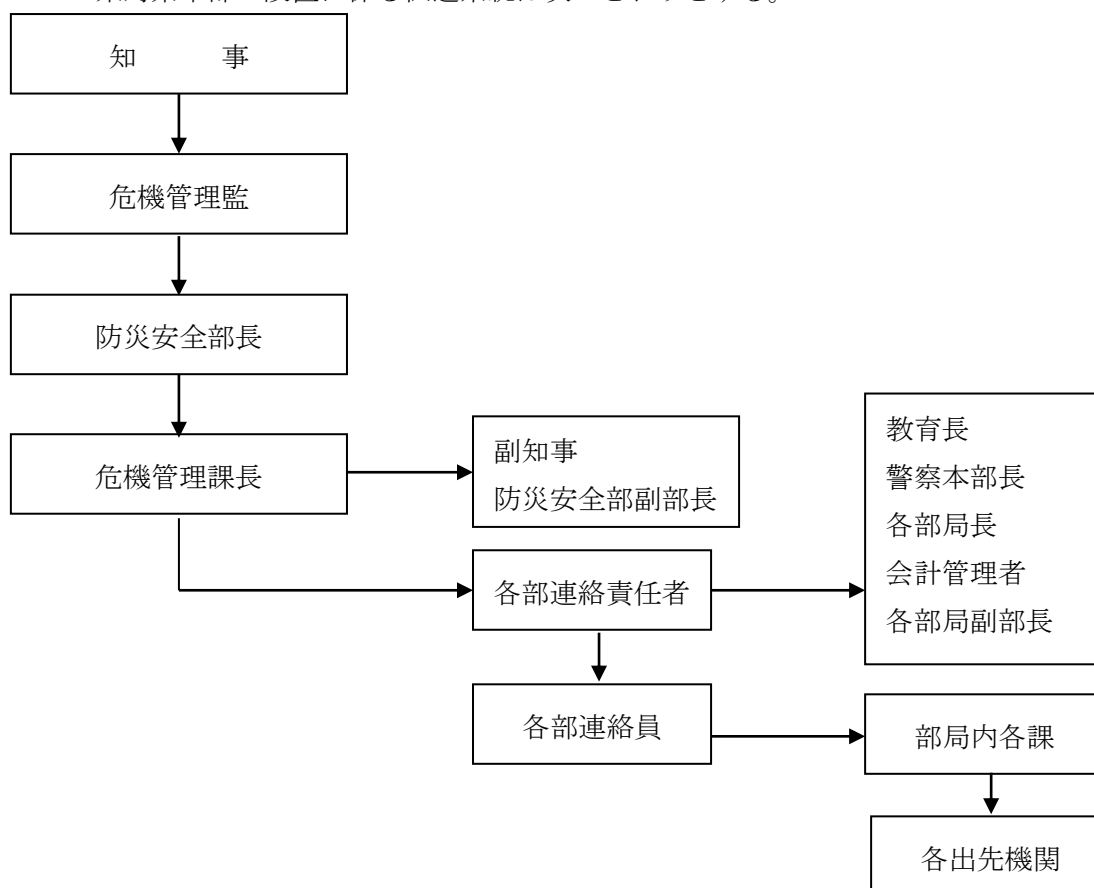 知　　　事
危機管理監
防災安全部長
危機管理課長
副知事
防災安全部副部長
教育長
警察本部長
各部局長
会計管理者
各部局副部長
各部連絡責任者
各部連絡員
部局内各課
各出先機関